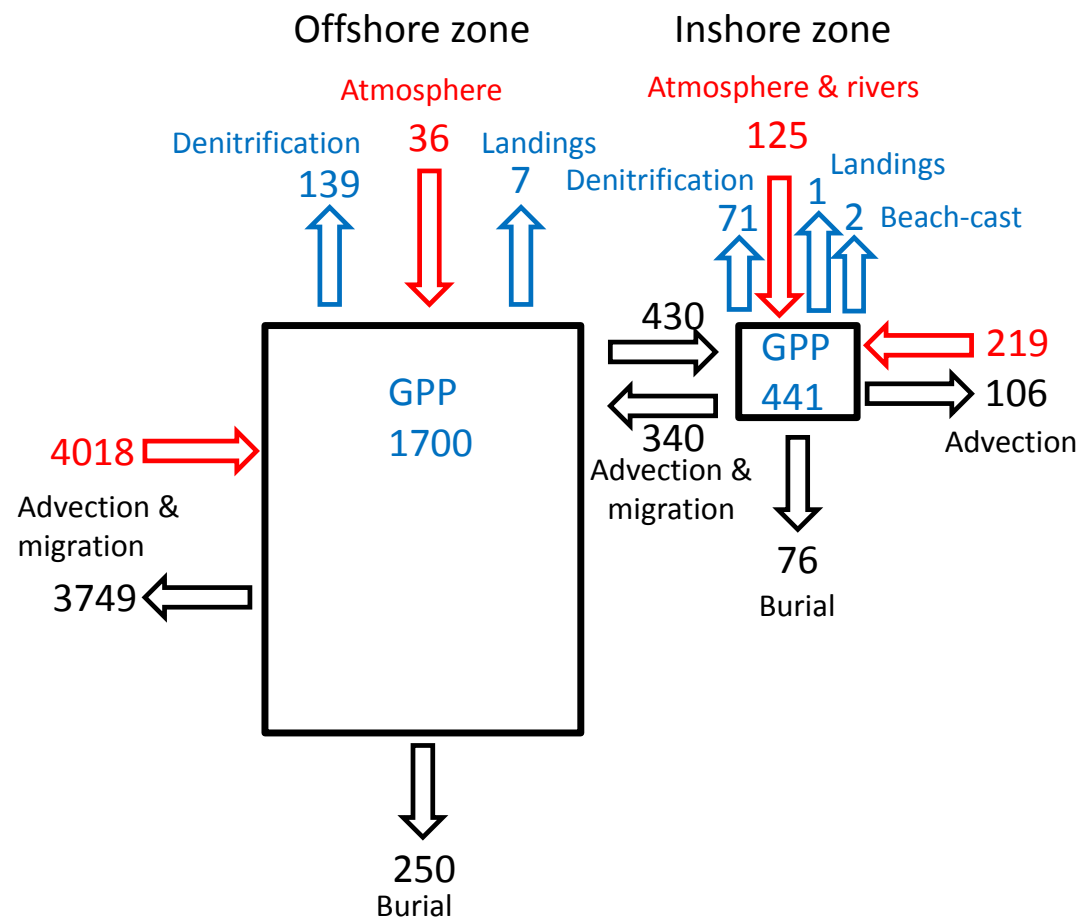 Offshore zone
Inshore zone
Atmosphere
36
Denitrification
139
Landings
7
Atmosphere & rivers
125
Denitrification
71
Landings
1
2
Beach-cast
GPP
1700
430
340
Advection &
migration
GPP
441
219
106
Advection
4018
Advection &
migration
3749
76
Burial
250
Burial